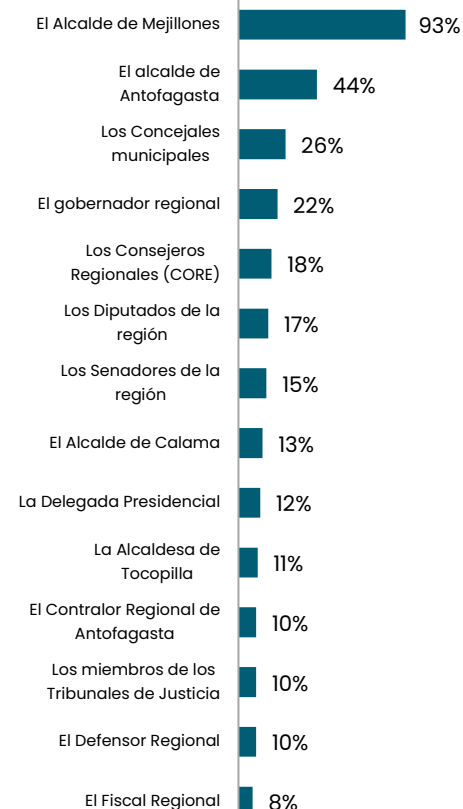 El Alcalde de Mejillones 93%
El alcalde de
Antofagasta 44%
Los Concejales
municipales 26%
El gobernador regional 22%
Los Consejeros
Regionales (CORE) 18%
Los Diputados de la
región 17%
Los Senadores de la
región 15%
El Alcalde de Calama 13%
La Delegada Presidencial 12%
La Alcaldesa de
Tocopilla 11%
El Contralor Regional de
Antofagasta 10%
Los miembros de los
Tribunales de Justicia 10%
El Defensor Regional 10%
El Fiscal Regional 8%